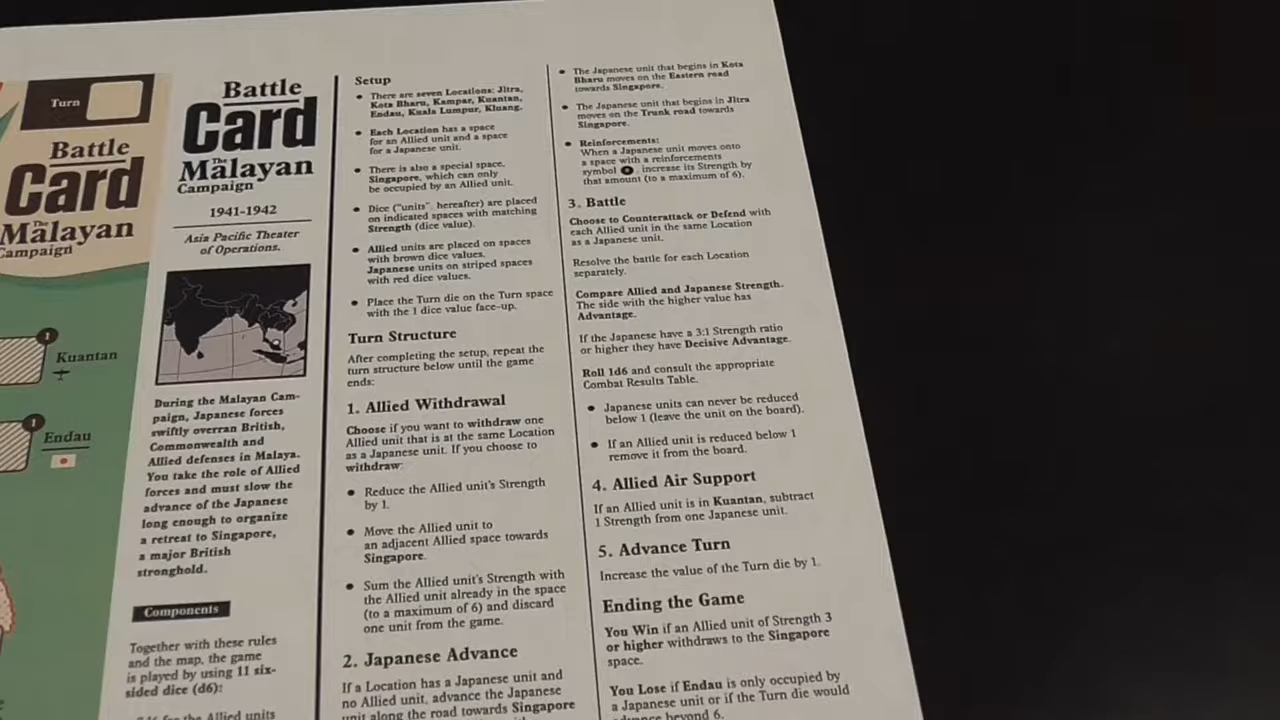 Turn
Battle
Card
The
Malayan
Campaign
1
Kuantan
1
Endau
Battle
Card
The
Malayan
Campaign
1941-1942
Asia Pacific Theater
of Operations.
During the Malayan Cam-
paign, Japanese forces
swiftly overran British,
Commonwealth and
Allied defenses in Malaya.
You take the role of Allied
forces and must slow the
advance of the Japanese
long enough to organize
a retreat to Singapore,
a major British
stronghold.
Components
Together with these rules
and the map, the game
is played by using 11 six-
sided dice (d6):
for the Allied units
Setup
• There are seven Locations: Jitra,
Kota Bharu, Kampar, Kuantan,
Endau, Kuala Lumpur, Kluang.
• Each Location has a space
for an Allied unit and a space
for a Japanese unit.
• There is also a special space,
Singapore, which can only
be occupied by an Allied unit.
• Dice ("units" hereafter) are placed
on indicated spaces with matching
Strength (dice value).
• Allied units are placed on spaces
with brown dice values.
Japanese units on striped spaces
with red dice values.
• Place the Turn die on the Turn space
with the 1 dice value face-up.
Turn Structure
After completing the setup, repeat the
turn structure below until the game
ends:
1. Allied Withdrawal
Choose if you want to withdraw one
Allied unit that is at the same Location
as a Japanese unit. If you choose to
withdraw:
• Reduce the Allied unit's Strength
by 1.
• Move the Allied unit to
an adjacent Allied space towards
Singapore.
• Sum the Allied unit's Strength with
the Allied unit already in the space
(to a maximum of 6) and discard
one unit from the game.
2. Japanese Advance
If a Location has a Japanese unit and
no Allied unit, advance the Japanese
unit along the road towards Singapore
• The Japanese unit that begins in Kota
Bharu moves on the Eastern road
towards Singapore.
• The Japanese unit that begins in Jitra
moves on the Trunk road towards
Singapore.
• Reinforcements:
When a Japanese unit moves onto
a space with a reinforcements
symbol , increase its Strength by
that amount (to a maximum of 6).
3. Battle
Choose to Counterattack or Defend with
each Allied unit in the same Location
as a Japanese unit.
Resolve the battle for each Location
separately.
Compare Allied and Japanese Strength.
The side with the higher value has
Advantage.
If the Japanese have a 3:1 Strength ratio
or higher they have Decisive Advantage.
Roll 1d6 and consult the appropriate
Combat Results Table.
• Japanese units can never be reduced
below 1 (leave the unit on the board).
• If an Allied unit is reduced below 1
remove it from the board.
4. Allied Air Support
If an Allied unit is in Kuantan, subtract
1 Strength from one Japanese unit.
5. Advance Turn
Increase the value of the Turn die by 1.
Ending the Game
You Win if an Allied unit of Strength 3
or higher withdraws to the Singapore
space.
You Lose if Endau is only occupied by
a Japanese unit or if the Turn die would
advance beyond 6.